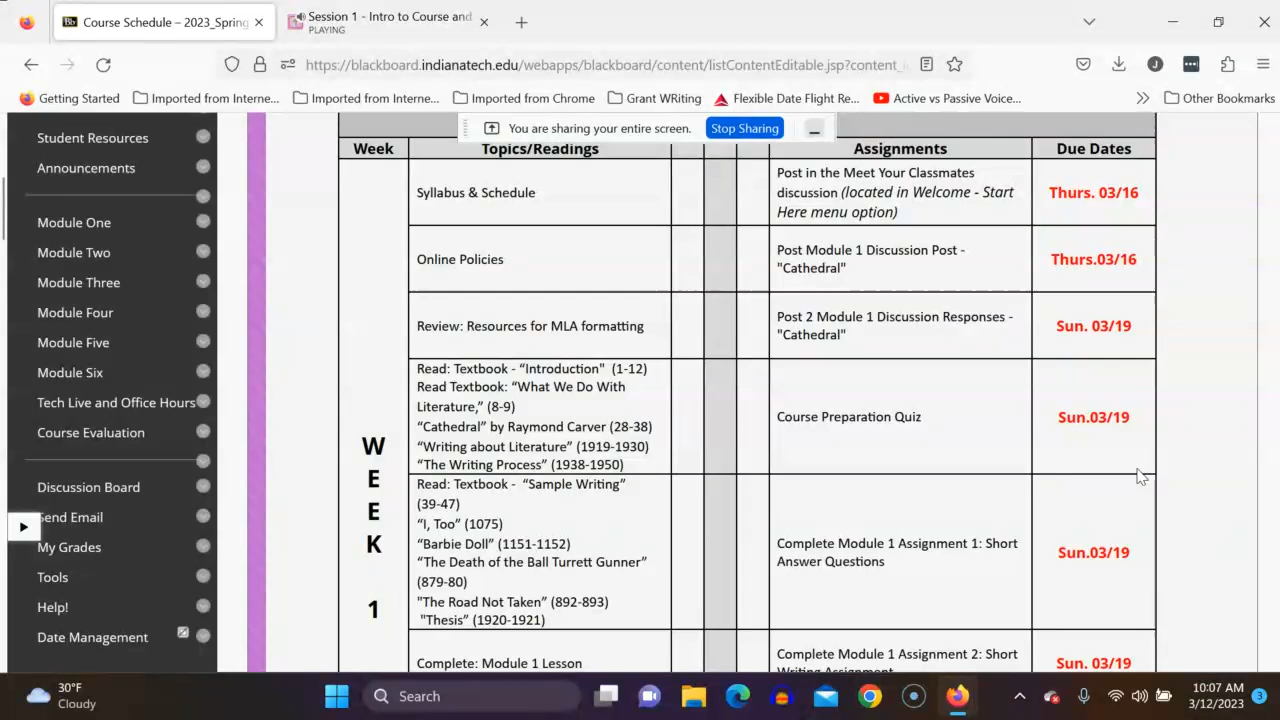 Course Schedule – 2023_Spring
Session 1 - Intro to Course and
PLAYING
https://blackboard.indianatech.edu/webapps/blackboard/content/listContentEditable.jsp?content_
Getting Started
Imported from Interne...
Imported from Interne...
Imported from Chrome
Grant WRiting
Flexible Date Flight Re...
Active vs Passive Voice...
Other Bookmarks
You are sharing your entire screen.
Stop Sharing
Student Resources
Announcements
Module One
Module Two
Module Three
Module Four
Module Five
Module Six
Tech Live and Office Hours
Course Evaluation
Discussion Board
Send Email
My Grades
Tools
Help!
Date Management
Week
Topics/Readings
Assignments
Due Dates
W
E
E
K
1
Syllabus & Schedule
Post in the Meet Your Classmates
discussion (located in Welcome - Start
Here menu option)
Thurs. 03/16
Online Policies
Post Module 1 Discussion Post -
"Cathedral"
Thurs.03/16
Review: Resources for MLA formatting
Post 2 Module 1 Discussion Responses -
"Cathedral"
Sun. 03/19
Read: Textbook - “Introduction” (1-12)
Read Textbook: “What We Do With
Literature,” (8-9)
“Cathedral” by Raymond Carver (28-38)
“Writing about Literature” (1919-1930)
“The Writing Process” (1938-1950)
Course Preparation Quiz
Sun.03/19
Read: Textbook - “Sample Writing”
(39-47)
“I, Too” (1075)
“Barbie Doll” (1151-1152)
“The Death of the Ball Turrett Gunner”
(879-80)
"The Road Not Taken” (892-893)
“Thesis” (1920-1921)
Complete Module 1 Assignment 1: Short
Answer Questions
Sun.03/19
Complete: Module 1 Lesson
Complete Module 1 Assignment 2: Short
Writing Assignment
Sun. 03/19
30°F
Cloudy
Search
10:07 AM
3/12/2023
3